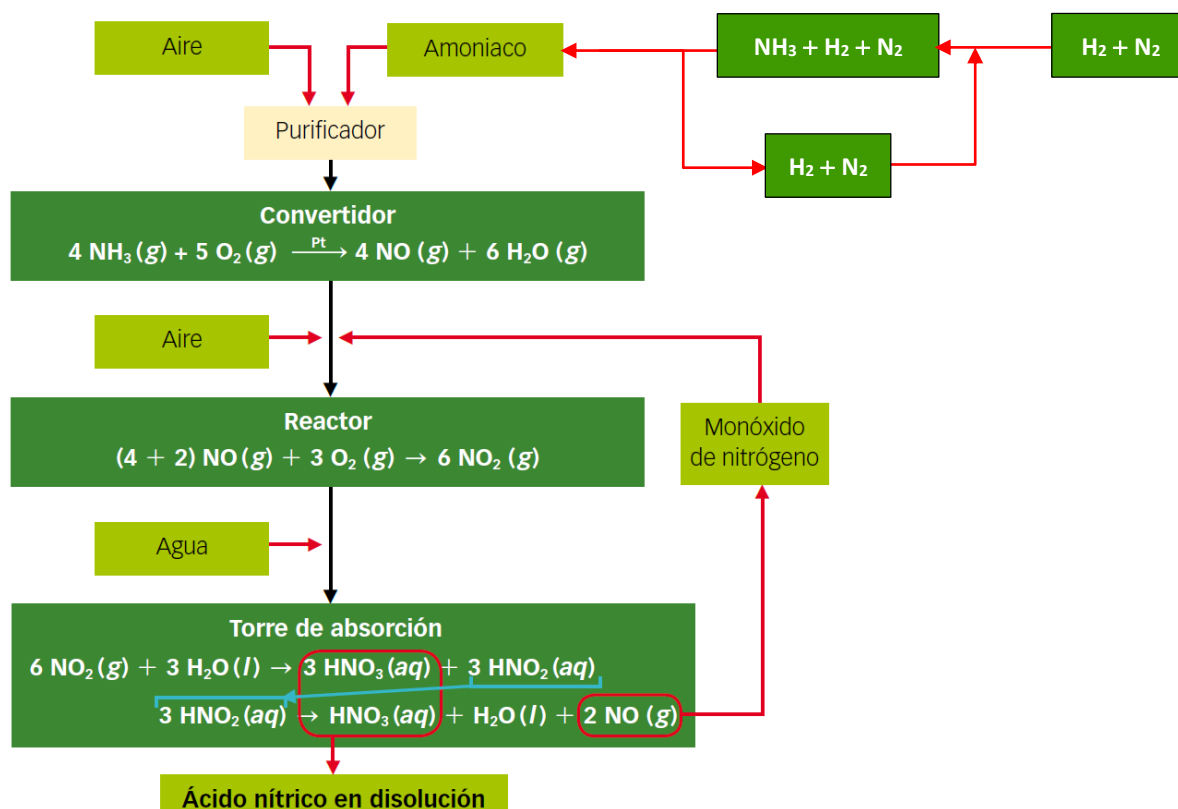 Aire
Amoniaco
NH₃ + H₂ + N₂
H₂ + N₂
Purificador
H₂ + N₂
Convertidor
4 NH₃ (g) + 5 O₂ (g) —Pt→ 4 NO (g) + 6 H₂O (g)
Aire
Reactor
(4 + 2) NO (g) + 3 O₂ (g) → 6 NO₂ (g)
Monóxido
de nitrógeno
Agua
Torre de absorción
6 NO₂ (g) + 3 H₂O (l) → 3 HNO₃ (aq) + 3 HNO₂ (aq)
3 HNO₂ (aq) → HNO₃ (aq) + H₂O (l) + 2 NO (g)
Ácido nítrico en disolución